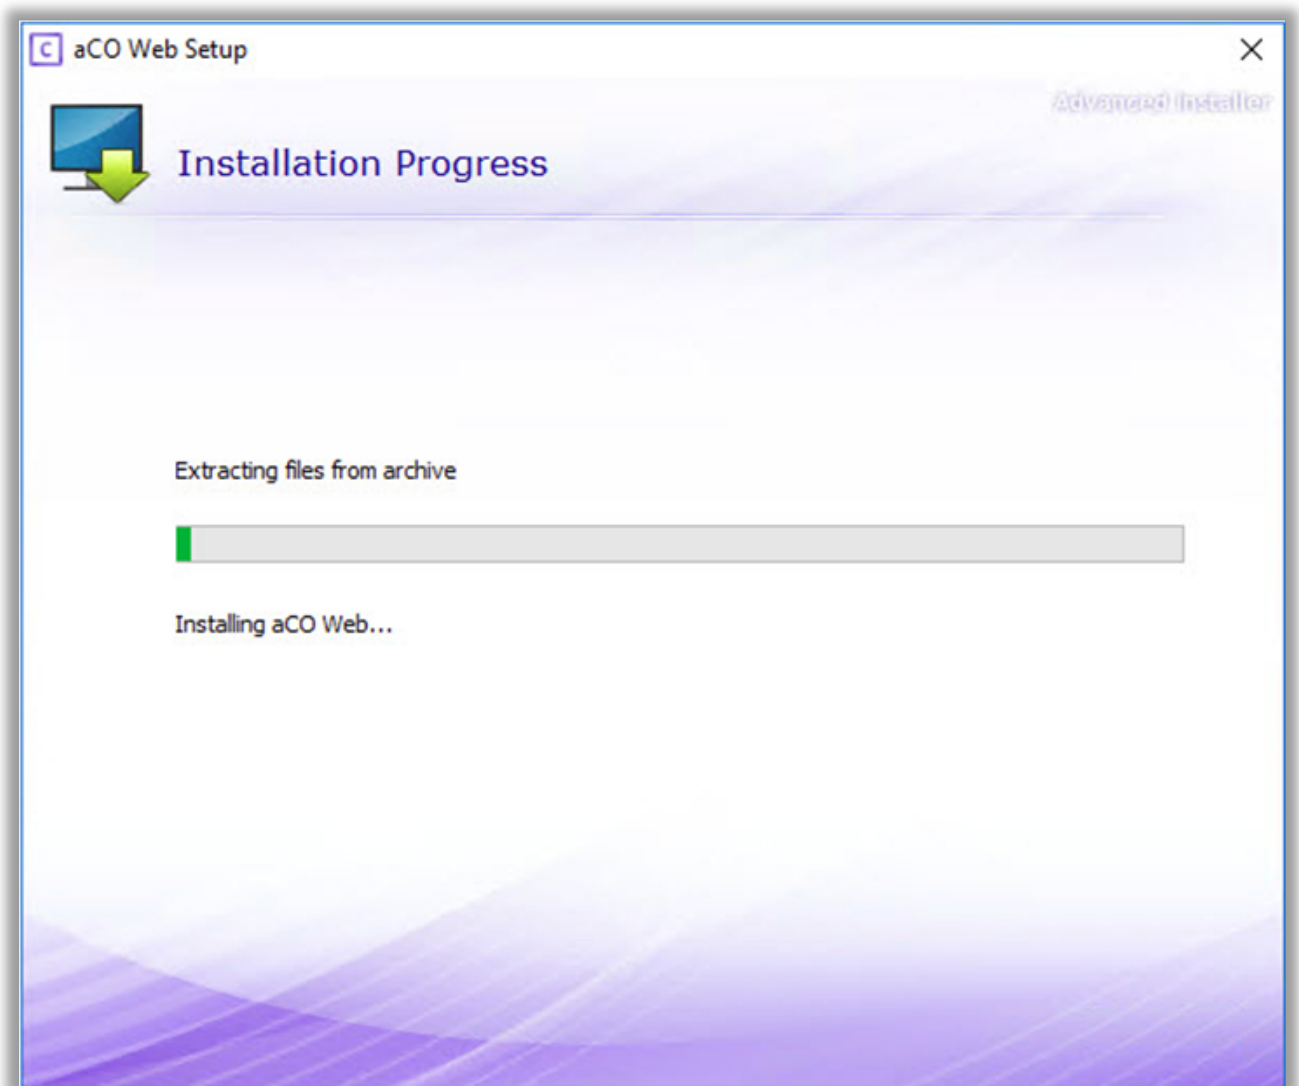 C aCO Web Setup
Advanced Installer
Installation Progress
Extracting files from archive
Installing aCO Web...